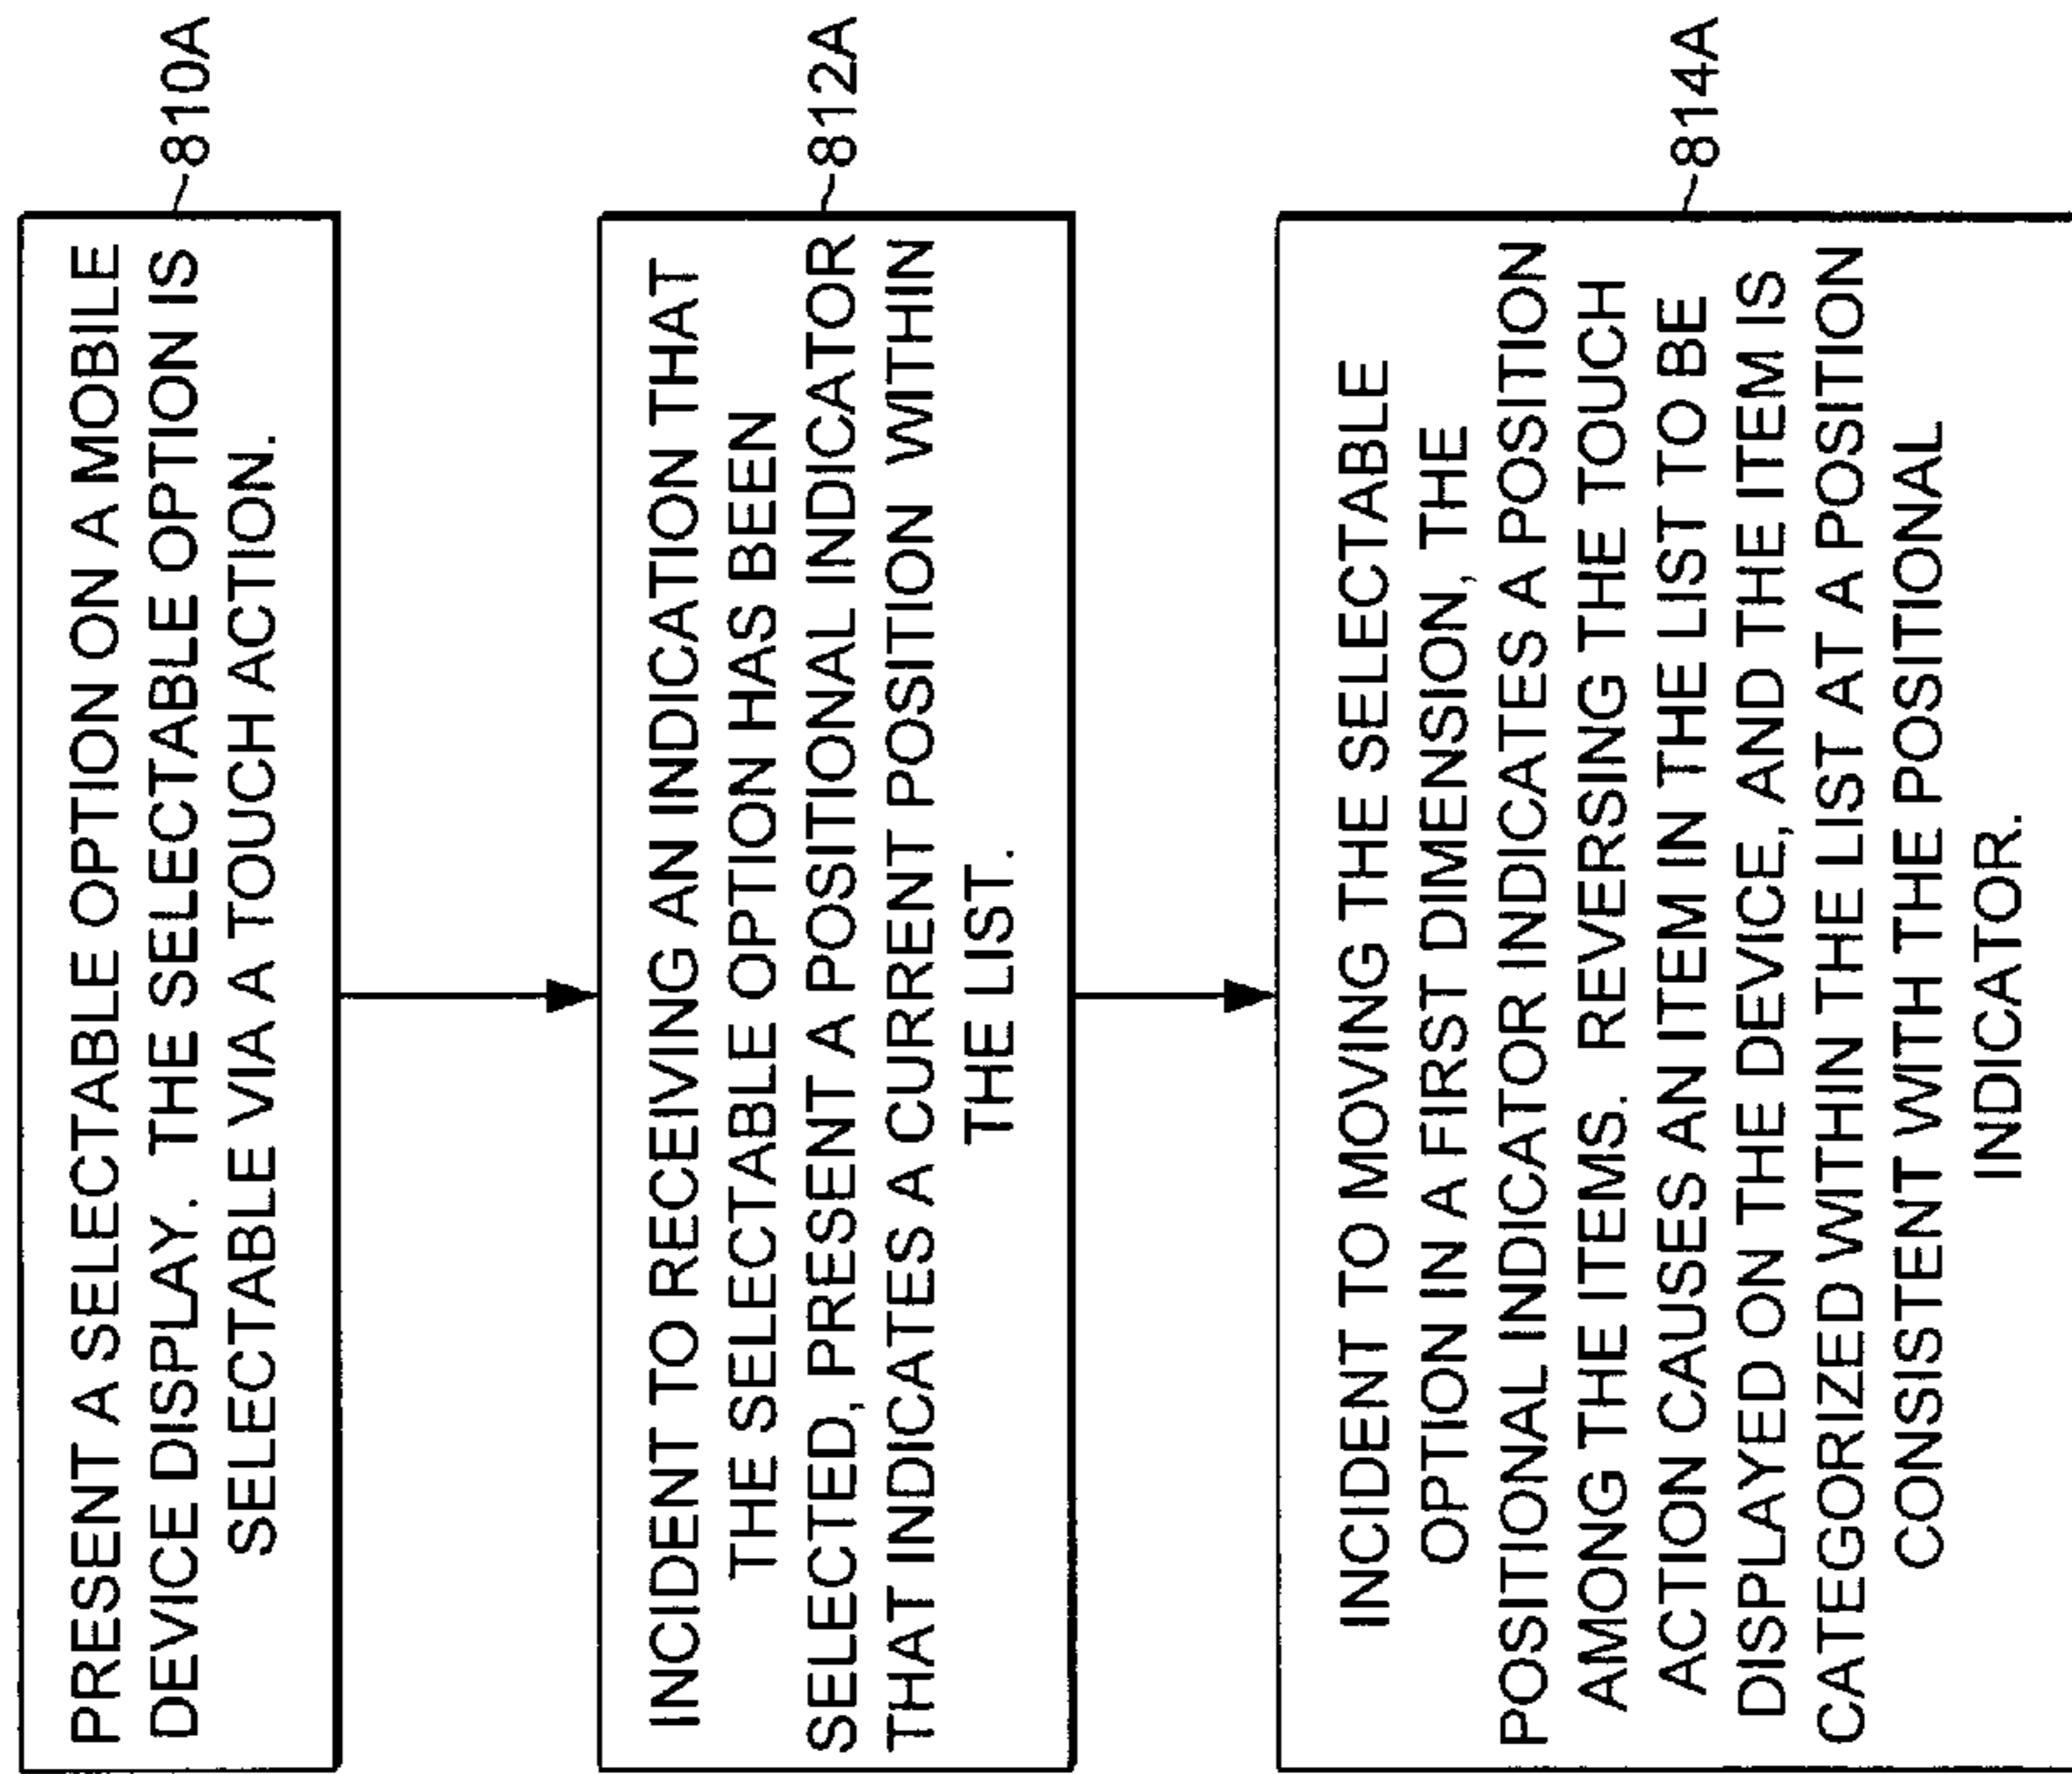 PRESENT A SELECTABLE OPTION ON A MOBILE
DEVICE DISPLAY. THE SELECTABLE OPTION IS
SELECTABLE VIA A TOUCH ACTION.
810A
INCIDENT TO RECEIVING AN INDICATION THAT
THE SELECTABLE OPTION HAS BEEN
SELECTED, PRESENT A POSITIONAL INDICATOR
THAT INDICATES A CURRENT POSITION WITHIN
THE LIST.
812A
INCIDENT TO MOVING THE SELECTABLE
OPTION IN A FIRST DIMENSION, THE
POSITIONAL INDICATOR INDICATES A POSITION
AMONG THE ITEMS. REVERSING THE TOUCH
ACTION CAUSES AN ITEM IN THE LIST TO BE
DISPLAYED ON THE DEVICE, AND THE ITEM IS
CATEGORIZED WITHIN THE LIST AT A POSITION
CONSISTENT WITH THE POSITIONAL
INDICATOR.
814A